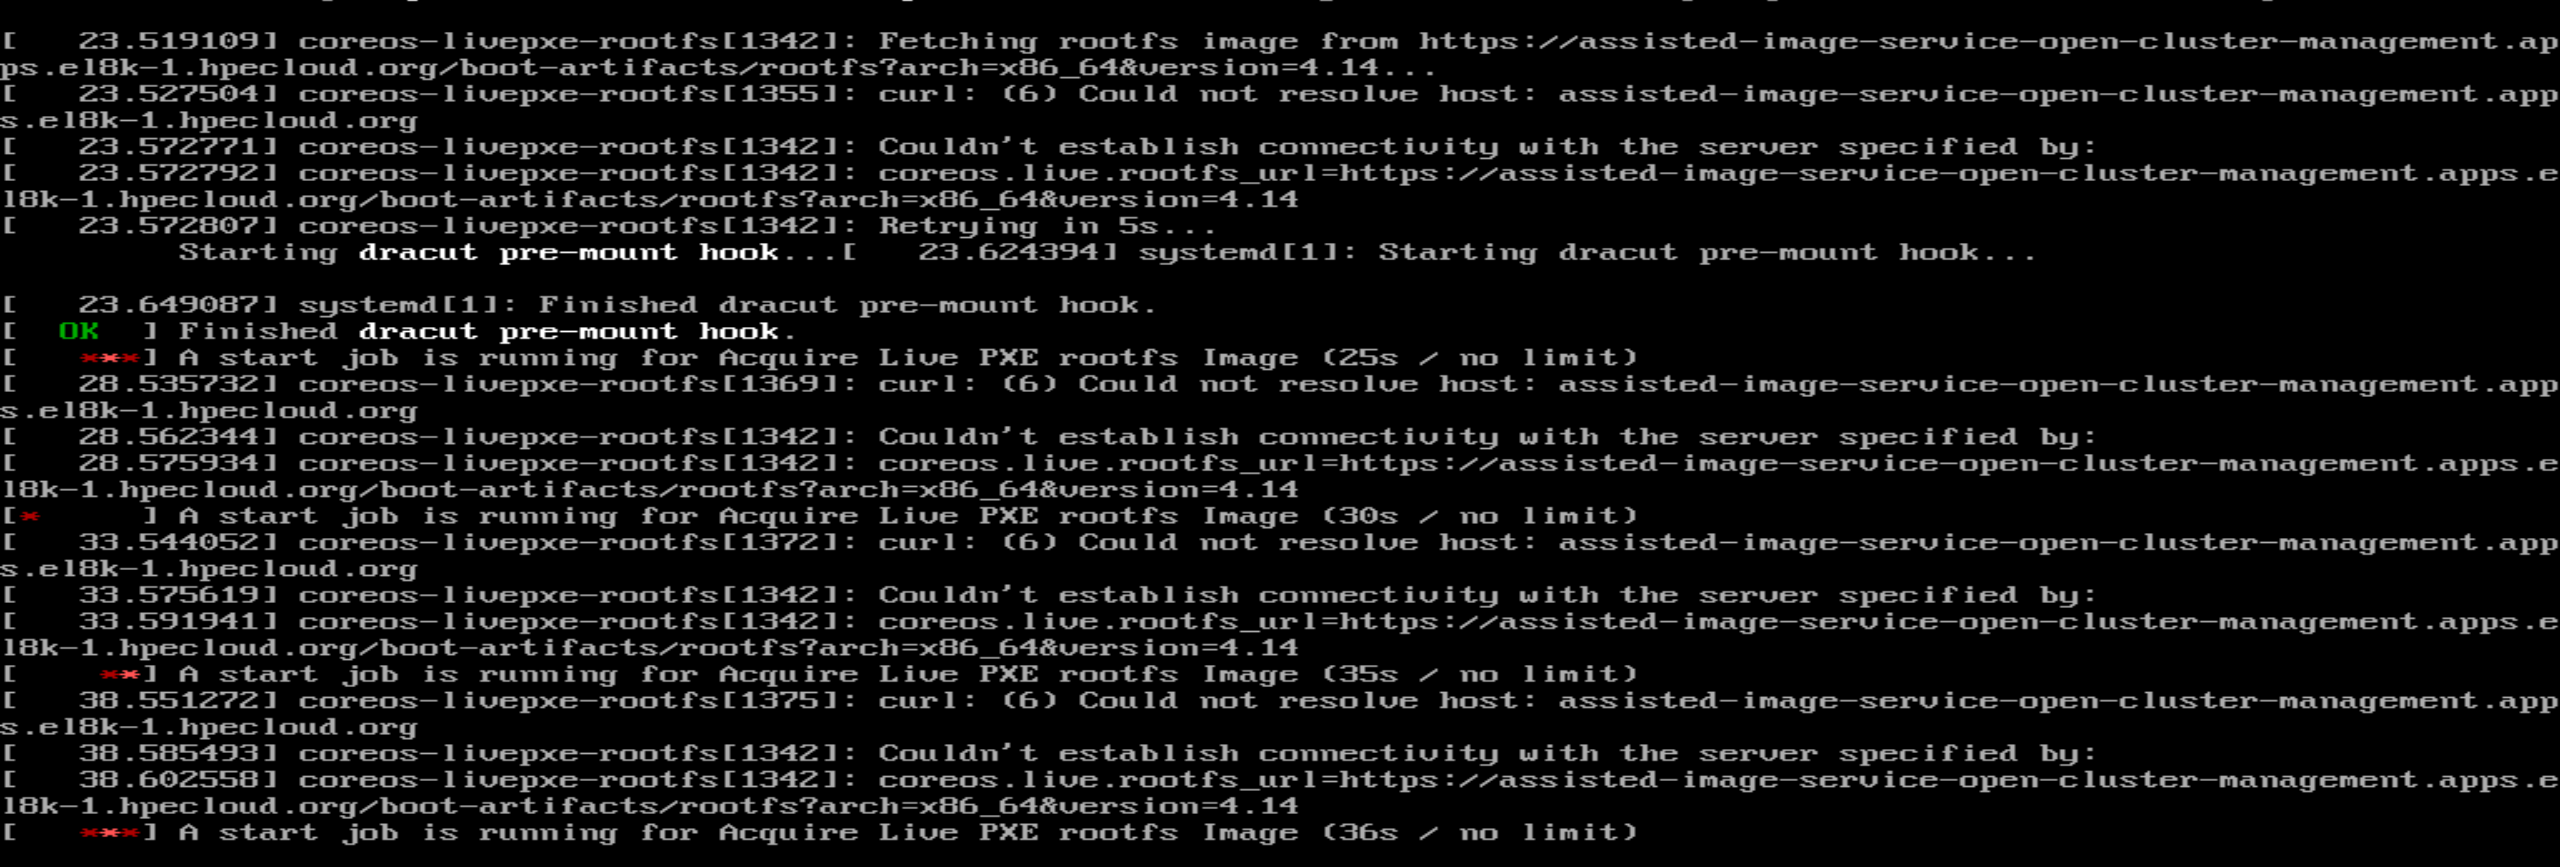 [   23.519109] coreos-livepxe-rootfs[1342]: Fetching rootfs image from https://assisted-image-service-open-cluster-management.ap
ps.el8k-1.hpecloud.org/boot-artifacts/rootfs?arch=x86_64&version=4.14...
[   23.527504] coreos-livepxe-rootfs[1355]: curl: (6) Could not resolve host: assisted-image-service-open-cluster-management.app
s.el8k-1.hpecloud.org
[   23.572771] coreos-livepxe-rootfs[1342]: Couldn't establish connectivity with the server specified by:
[   23.572792] coreos-livepxe-rootfs[1342]: coreos.live.rootfs_url=https://assisted-image-service-open-cluster-management.apps.e
l8k-1.hpecloud.org/boot-artifacts/rootfs?arch=x86_64&version=4.14
[   23.572807] coreos-livepxe-rootfs[1342]: Retrying in 5s...
         Starting dracut pre-mount hook...[   23.624394] systemd[1]: Starting dracut pre-mount hook...
[   23.649087] systemd[1]: Finished dracut pre-mount hook.
[  OK  ] Finished dracut pre-mount hook.
[   ***] A start job is running for Acquire Live PXE rootfs Image (25s / no limit)
[   28.535732] coreos-livepxe-rootfs[1369]: curl: (6) Could not resolve host: assisted-image-service-open-cluster-management.app
s.el8k-1.hpecloud.org
[   28.562344] coreos-livepxe-rootfs[1342]: Couldn't establish connectivity with the server specified by:
[   28.575934] coreos-livepxe-rootfs[1342]: coreos.live.rootfs_url=https://assisted-image-service-open-cluster-management.apps.e
l8k-1.hpecloud.org/boot-artifacts/rootfs?arch=x86_64&version=4.14
[*     ] A start job is running for Acquire Live PXE rootfs Image (30s / no limit)
[   33.544052] coreos-livepxe-rootfs[1372]: curl: (6) Could not resolve host: assisted-image-service-open-cluster-management.app
s.el8k-1.hpecloud.org
[   33.575619] coreos-livepxe-rootfs[1342]: Couldn't establish connectivity with the server specified by:
[   33.591941] coreos-livepxe-rootfs[1342]: coreos.live.rootfs_url=https://assisted-image-service-open-cluster-management.apps.e
l8k-1.hpecloud.org/boot-artifacts/rootfs?arch=x86_64&version=4.14
[    **] A start job is running for Acquire Live PXE rootfs Image (35s / no limit)
[   38.551272] coreos-livepxe-rootfs[1375]: curl: (6) Could not resolve host: assisted-image-service-open-cluster-management.app
s.el8k-1.hpecloud.org
[   38.585493] coreos-livepxe-rootfs[1342]: Couldn't establish connectivity with the server specified by:
[   38.602558] coreos-livepxe-rootfs[1342]: coreos.live.rootfs_url=https://assisted-image-service-open-cluster-management.apps.e
l8k-1.hpecloud.org/boot-artifacts/rootfs?arch=x86_64&version=4.14
[   ***] A start job is running for Acquire Live PXE rootfs Image (36s / no limit)